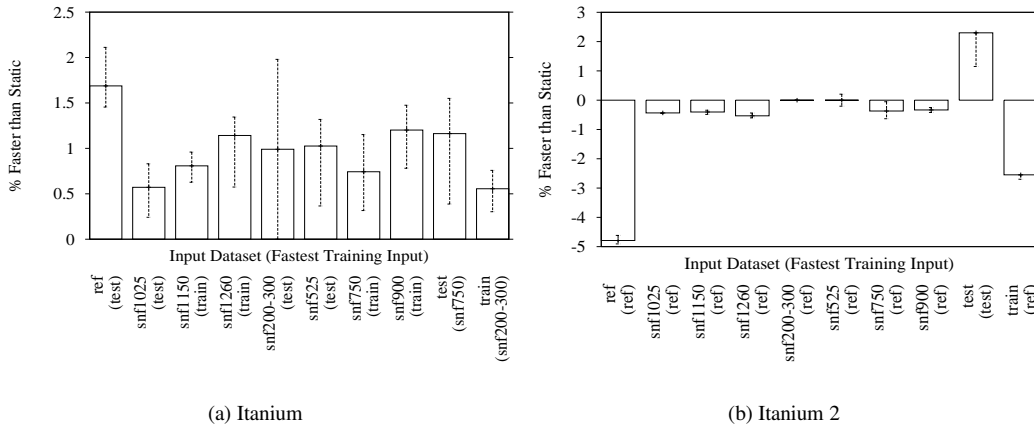 % Faster than Static
2.5
2
1.5
1
0.5
0
Input Dataset (Fastest Training Input)
ref
(test)
snf1025
(test)
snf1150
(train)
snf1260
(train)
snf200-300
(test)
snf525
(test)
snf750
(train)
snf900
(train)
test
(snf750)
train
(snf200-300)
(a) Itanium
% Faster than Static
3
2
1
0
-1
-2
-3
-4
-5
Input Dataset (Fastest Training Input)
ref
(ref)
snf1025
(ref)
snf1150
(ref)
snf1260
(ref)
snf200-300
(ref)
snf525
(ref)
snf750
(ref)
snf900
(ref)
test
(test)
train
(ref)
(b) Itanium 2